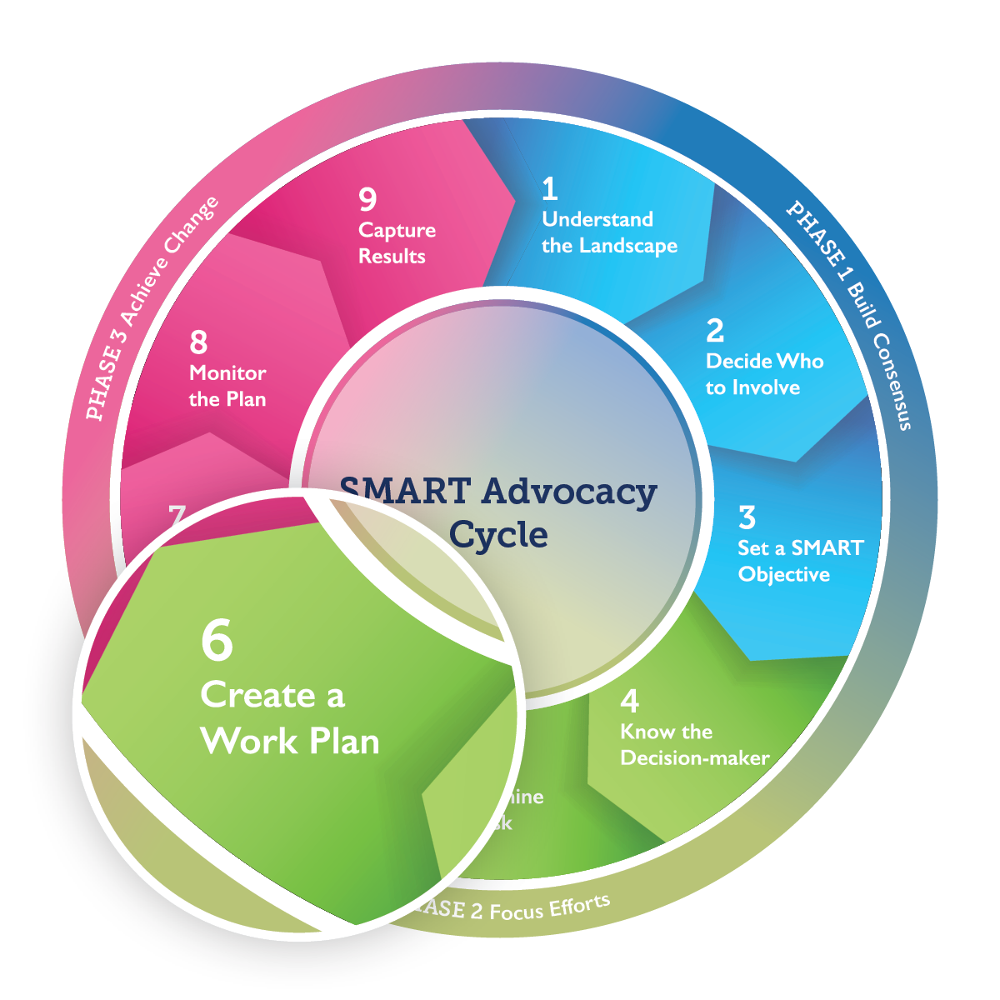 SMART Advocacy
Cycle
PHASE 1 Build Consensus
1
Understand
the Landscape
2
Decide Who
to Involve
3
Set a SMART
Objective
2 Focus Efforts
4
Know the
Decision-maker
6
Create a
Work Plan
PHASE 3 Achieve Change
7
8
Monitor
the Plan
9
Capture
Results